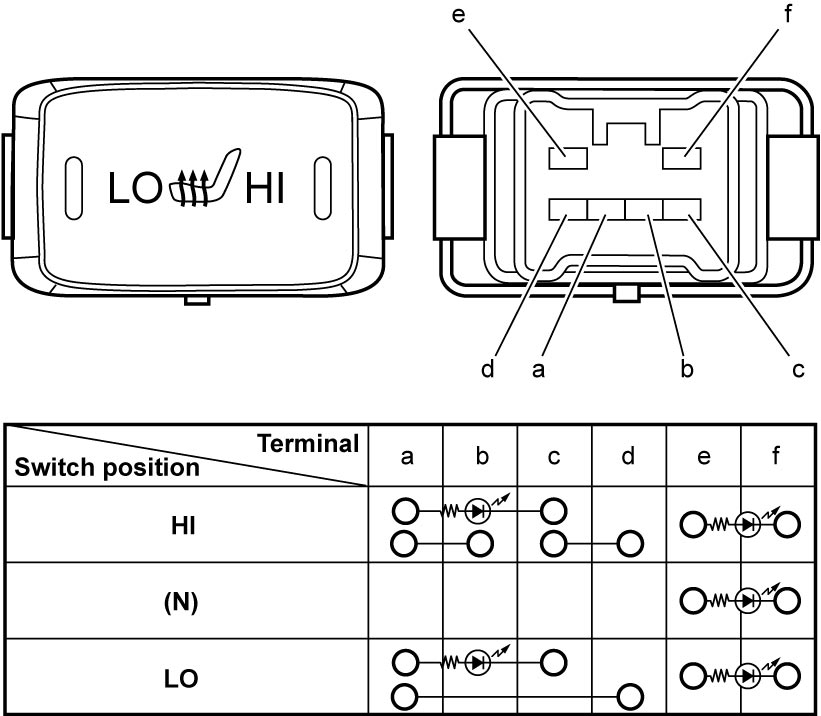 e f
LO HI
d a b c
Terminal
Switch position
a b c d e f
HI
(N)
LO